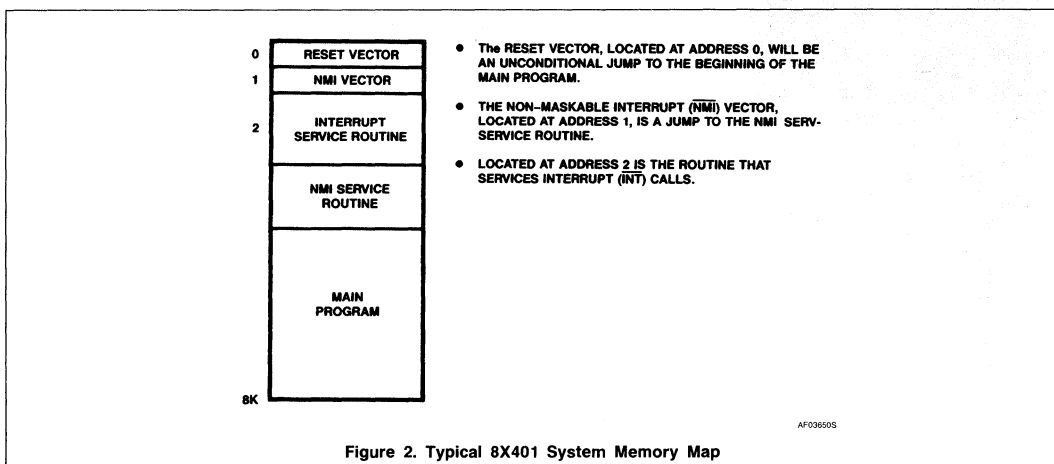 0
RESET VECTOR
1
NMI VECTOR
2
INTERRUPT
SERVICE ROUTINE
NMI SERVICE
ROUTINE
MAIN
PROGRAM
8K
● The RESET VECTOR, LOCATED AT ADDRESS 0, WILL BE
AN UNCONDITIONAL JUMP TO THE BEGINNING OF THE
MAIN PROGRAM.
● THE NON–MASKABLE INTERRUPT (N̅M̅I̅) VECTOR,
LOCATED AT ADDRESS 1, IS A JUMP TO THE NMI SERV-
SERVICE ROUTINE.
● LOCATED AT ADDRESS 2 IS THE ROUTINE THAT
SERVICES INTERRUPT (I̅N̅T̅) CALLS.
AF03650S
Figure 2. Typical 8X401 System Memory Map